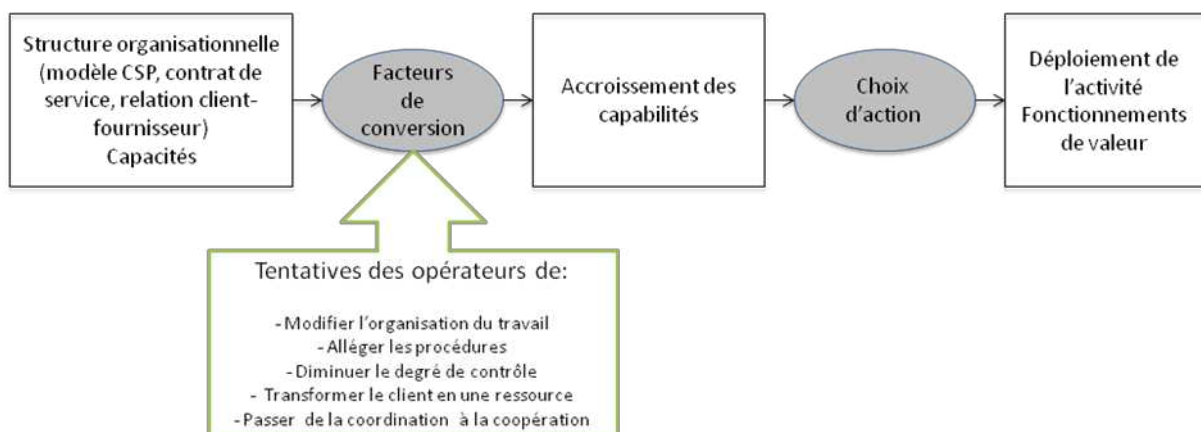 Structure organisationnelle
(modèle CSP, contrat de
service, relation client-
fournisseur)
Capacités
Facteurs
de
conversion
Accroissement des
capabilités
Choix
d'action
Déploiement de
l'activité
Fonctionnements
de valeur
Tentatives des opérateurs de:
-Modifier l'organisation du travail
-Alléger les procédures
-Diminuer le degré de contrôle
- Transformer le client en une ressource
-Passer de la coordination à la coopération